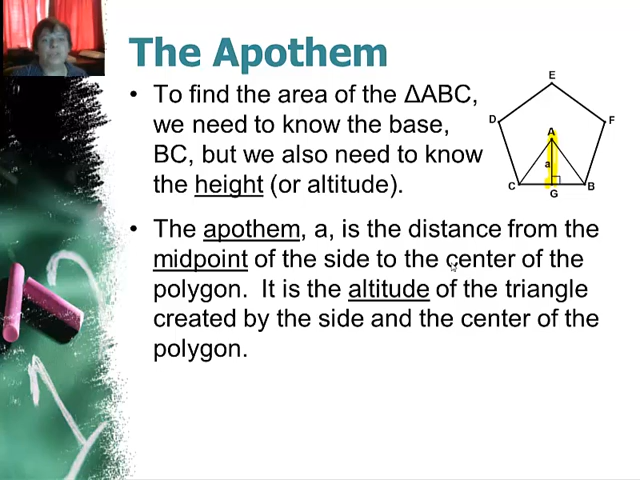 The Apothem
• To find the area of the ΔABC,
we need to know the base,
BC, but we also need to know
the height (or altitude).
E
D
F
A
a
C
G
B
• The apothem, a, is the distance from the
midpoint of the side to the center of the
polygon. It is the altitude of the triangle
created by the side and the center of the
polygon.